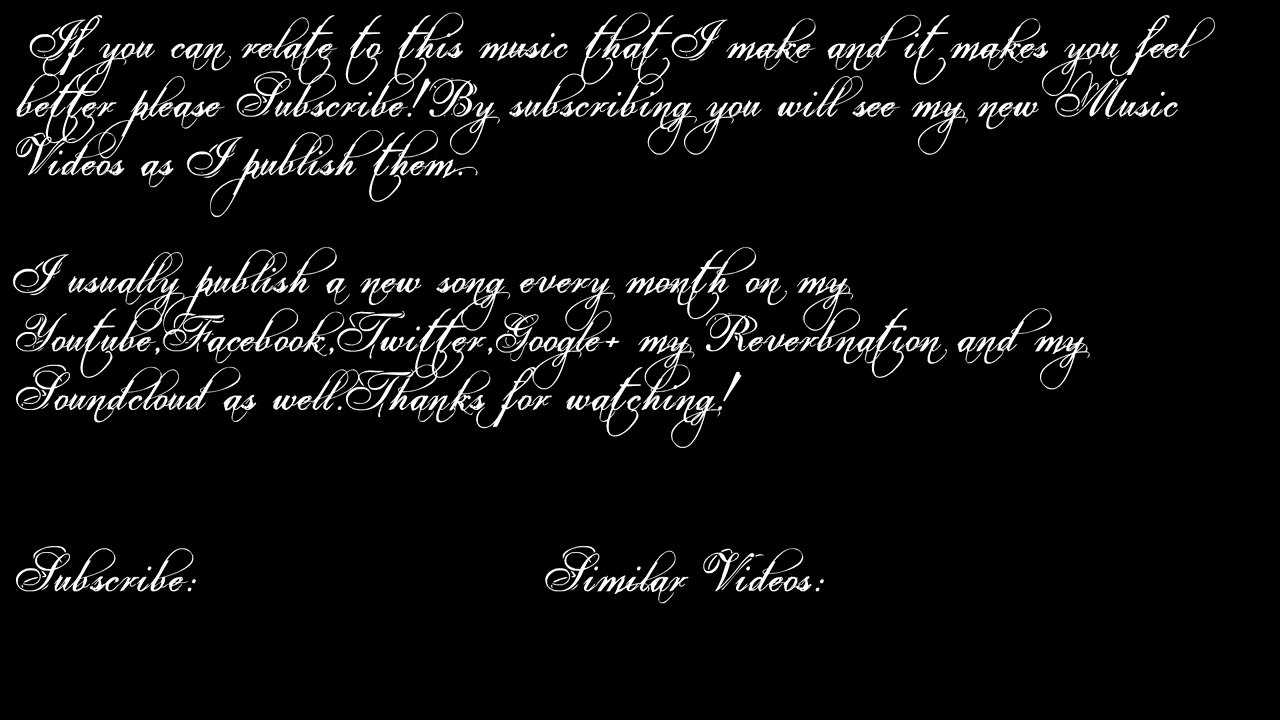 If you can relate to this music that I make and it makes you feel
better please Subscribe! By subscribing you will see my new Music
Videos as I publish them.
I usually publish a new song every month on my
Youtube,Facebook,Twitter,Google+ my Reverbnation and my
Soundcloud as well.Thanks for watching!
Subscribe:
Similar Videos: